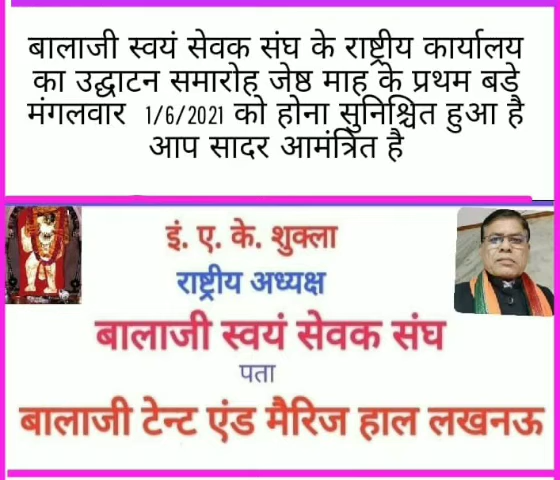 बालाजी स्वयं सेवक संघ के राष्ट्रीय कार्यालय
का उद्घाटन समारोह जेष्ठ माह के प्रथम बड़े
मंगलवार 1/6/2021 को होना सुनिश्चित हुआ है
आप सादर आमंत्रित है
इं. ए. के. शुक्ला
राष्ट्रीय अध्यक्ष
बालाजी स्वयं सेवक संघ
पता
बालाजी टेन्ट एंड मैरिज हाल लखनऊ